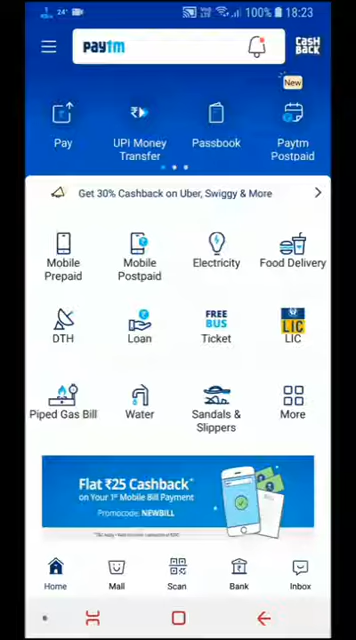 24° 100% 18:23
paytm
CASH BACK
New
Pay
UPI Money Transfer
Passbook
Paytm Postpaid
Get 30% Cashback on Uber, Swiggy & More
Mobile Prepaid
Mobile Postpaid
Electricity
Food Delivery
DTH
Loan
FREE BUS
Ticket
LIC
LIC
Piped Gas Bill
Water
Sandals & Slippers
More
Flat ₹25 Cashback*
on Your 1st Mobile Bill Payment
Promocode: NEWBILL
Home
Mall
Scan
Bank
Inbox